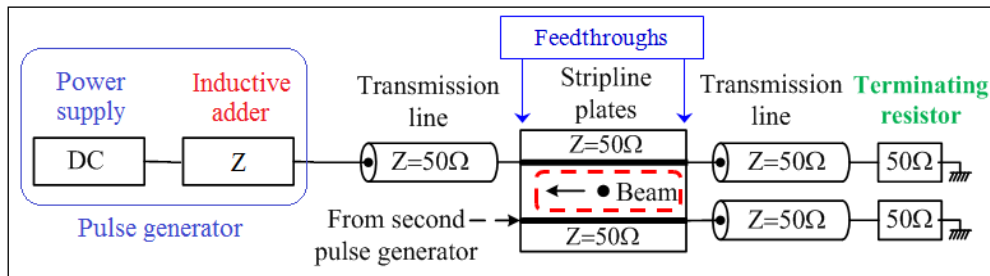 Feedthroughs
Power
supply
Inductive
adder
Transmission
line
Stripline
plates
Transmission
line
Terminating
resistor
DC
Z
Z=50Ω
Z=50Ω
Z=50Ω
50Ω
Beam
Pulse generator
From second
pulse generator
Z=50Ω
Z=50Ω
50Ω